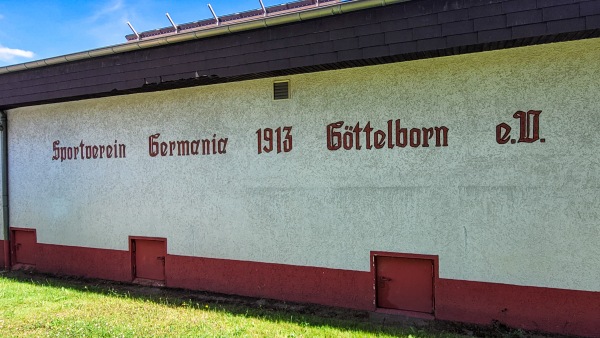 Sportverein Germania 1913 Göttelborn e.V.